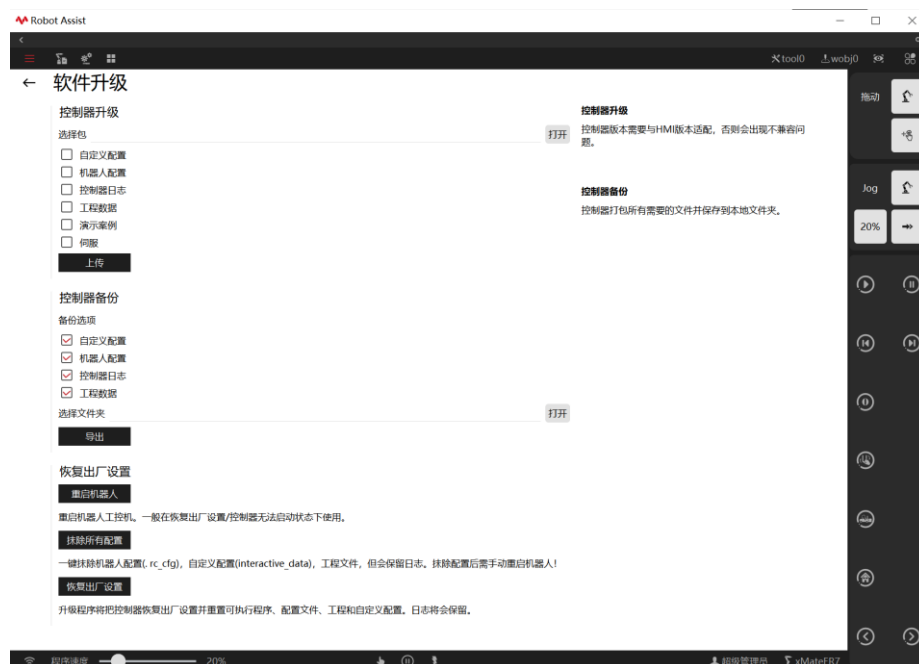 Robot Assist
tool0 wobj0
软件升级
控制器升级
选择包 打开
自定义配置
机器人配置
控制器日志
工程数据
演示案例
伺服
上传
控制器升级
控制器版本需要与HMI版本适配，否则会出现不兼容问
题。
控制器备份
控制器打包所有需要的文件并保存到本地文件夹。
控制器备份
备份选项
自定义配置
机器人配置
控制器日志
工程数据
选择文件夹 打开
导出
恢复出厂设置
重启机器人
重启机器人工控机。一般在恢复出厂设置/控制器无法启动状态下使用。
抹除所有配置
一键抹除机器人配置(. rc_cfg)，自定义配置(interactive_data)，工程文件，但会保留日志。抹除配置后需手动重启机器人！
恢复出厂设置
升级程序将把控制器恢复出厂设置并重置可执行程序、配置文件、工程和自定义配置。日志将会保留。
拖动
Jog
20%
程序速度 20% 超级管理员 xMateER7